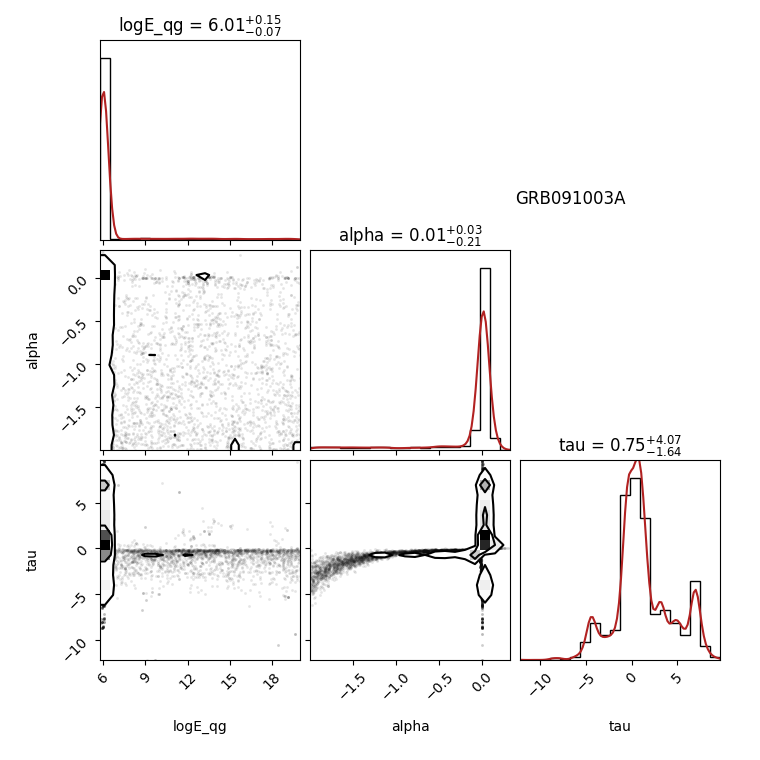 logE_qg = 6.01+0.15 −0.07
GRB091003A
alpha = 0.01+0.03 −0.21
0.0
−0.5
−1.0
−1.5
alpha
tau = 0.75+4.07 −1.64
5
0
−5
−10
tau
6 9 12 15 18
−1.5 −1.0 −0.5 0.0
−10 −5 0 5
logE_qg alpha tau